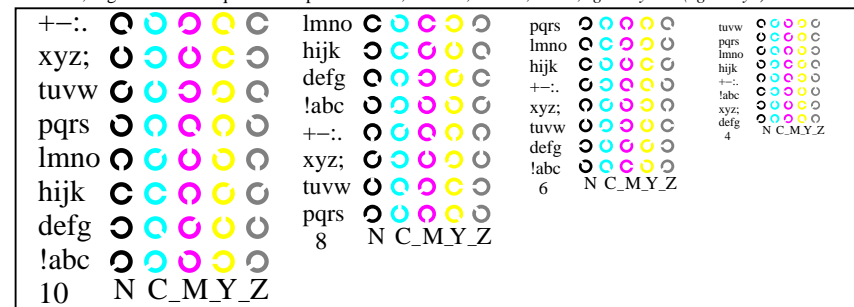 +−:.
xyz;
tuvw
pqrs
lmno
hijk
defg
!abc
10 N C_M_Y_Z
lmno
hijk
defg
!abc
+−:.
xyz;
tuvw
pqrs
8 N C_M_Y_Z
pqrs
lmno
hijk
+−:.
xyz;
tuvw
defg
!abc
6 N C_M_Y_Z
tuvw
pqrs
lmno
hijk
+−:.
!abc
xyz;
defg
4 N C_M_Y_Z